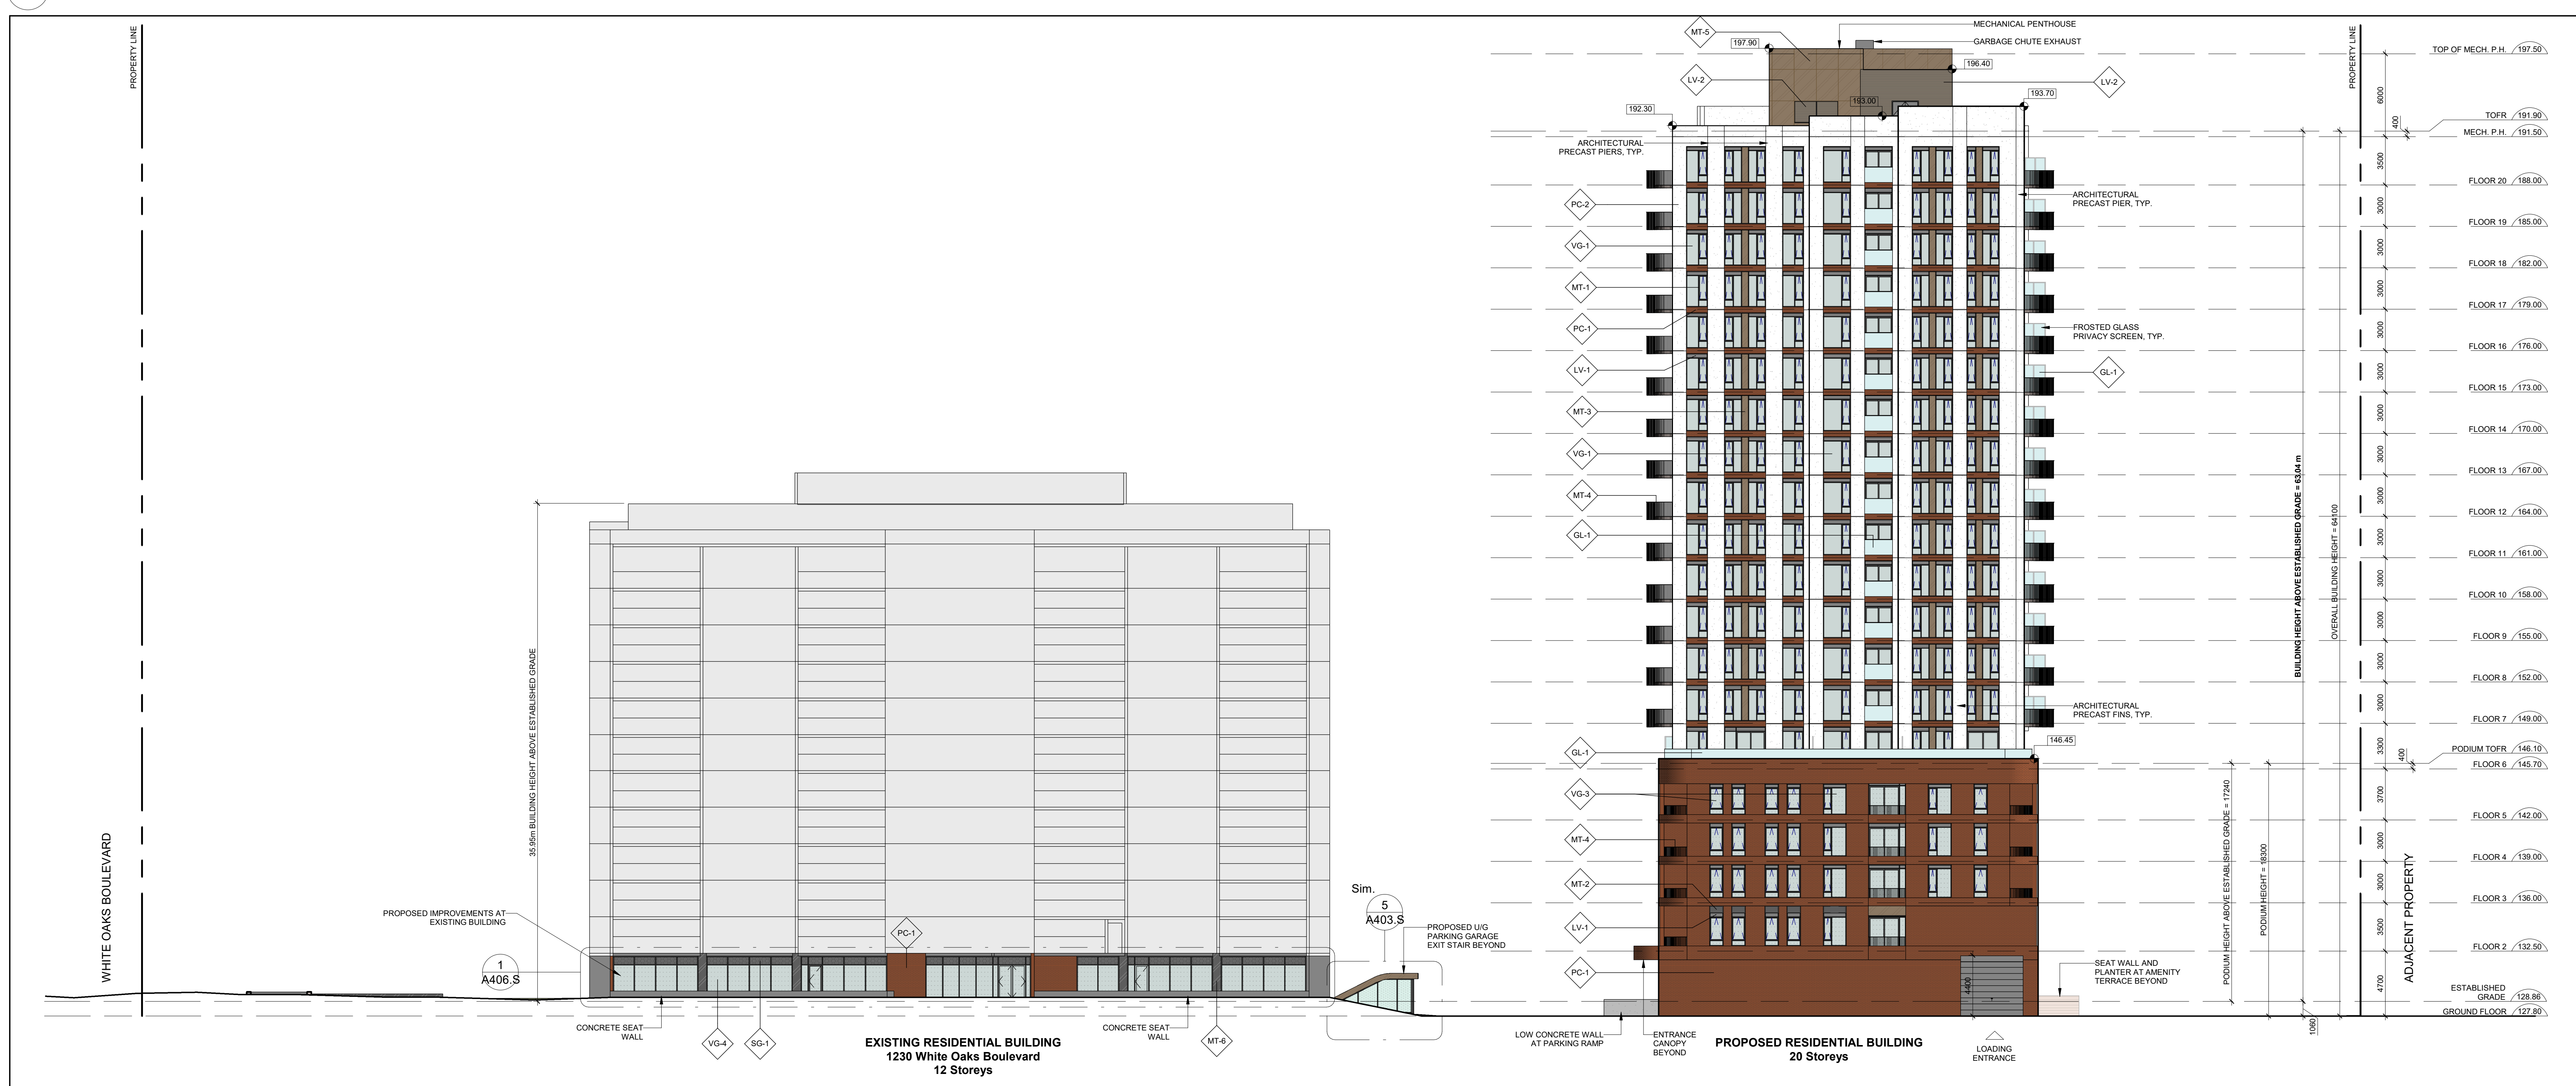 PROPERTY LINE
WHITE OAKS BOULEVARD
35.95m BUILDING HEIGHT ABOVE ESTABLISHED GRADE
PROPOSED IMPROVEMENTS AT
EXISTING BUILDING
1
A406.S
PC-1
CONCRETE SEAT
WALL
VG-4
SG-1
CONCRETE SEAT
WALL
MT-6
EXISTING RESIDENTIAL BUILDING
1230 White Oaks Boulevard
12 Storeys
Sim.
5
A403.S
PROPOSED U/G
PARKING GARAGE
EXIT STAIR BEYOND
MT-5
197.90
MECHANICAL PENTHOUSE
GARBAGE CHUTE EXHAUST
196.40
LV-2
LV-2
193.00
193.70
192.30
ARCHITECTURAL
PRECAST PIERS, TYP.
PC-2
VG-1
MT-1
PC-1
LV-1
MT-3
VG-1
MT-4
GL-1
GL-1
VG-3
MT-4
MT-2
LV-1
PC-1
ARCHITECTURAL
PRECAST PIER, TYP.
FROSTED GLASS
PRIVACY SCREEN, TYP.
GL-1
ARCHITECTURAL
PRECAST FINS, TYP.
146.45
SEAT WALL AND
PLANTER AT AMENITY
TERRACE BEYOND
4400
LOW CONCRETE WALL
AT PARKING RAMP
ENTRANCE
CANOPY
BEYOND
PROPOSED RESIDENTIAL BUILDING
20 Storeys
LOADING
ENTRANCE
PODIUM HEIGHT ABOVE ESTABLISHED GRADE = 17240
PODIUM HEIGHT = 18300
BUILDING HEIGHT ABOVE ESTABLISHED GRADE = 63.04 m
OVERALL BUILDING HEIGHT = 64100
PROPERTY LINE
ADJACENT PROPERTY
6000
400
3500
3000
3000
3000
3000
3000
3000
3000
3000
3000
3000
3000
3000
3000
3300
400
3700
3000
3000
3500
4700
1060
TOP OF MECH. P.H. 197.50
TOFR 191.90
MECH. P.H. 191.50
FLOOR 20 188.00
FLOOR 19 185.00
FLOOR 18 182.00
FLOOR 17 179.00
FLOOR 16 176.00
FLOOR 15 173.00
FLOOR 14 170.00
FLOOR 13 167.00
FLOOR 12 164.00
FLOOR 11 161.00
FLOOR 10 158.00
FLOOR 9 155.00
FLOOR 8 152.00
FLOOR 7 149.00
PODIUM TOFR 146.10
FLOOR 6 145.70
FLOOR 5 142.00
FLOOR 4 139.00
FLOOR 3 136.00
FLOOR 2 132.50
ESTABLISHED
GRADE 128.86
GROUND FLOOR 127.80